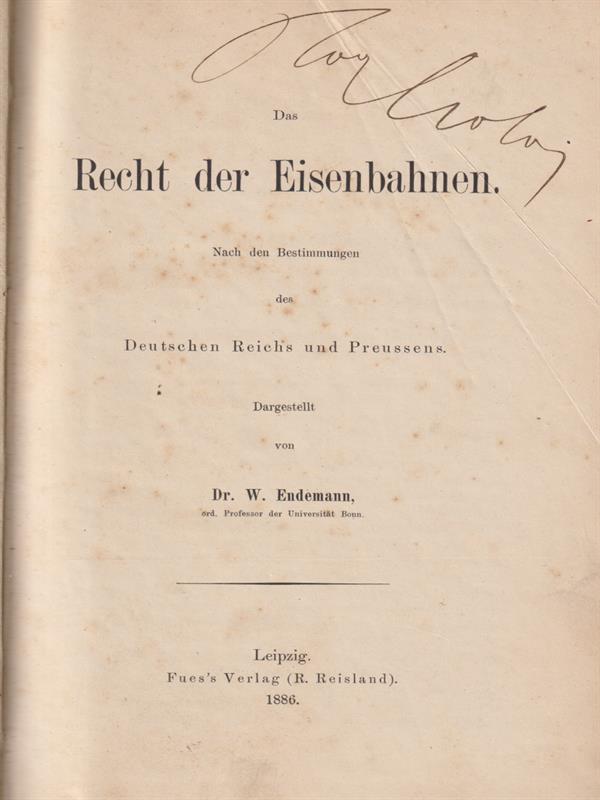 Das
Recht der Eisenbahnen.
Nach den Bestimmungen
des
Deutschen Reichs und Preussens.
Dargestellt
von
Dr. W. Endemann,
ord. Professor der Universität Bonn.
Leipzig.
Fues's Verlag (R. Reisland).
1886.